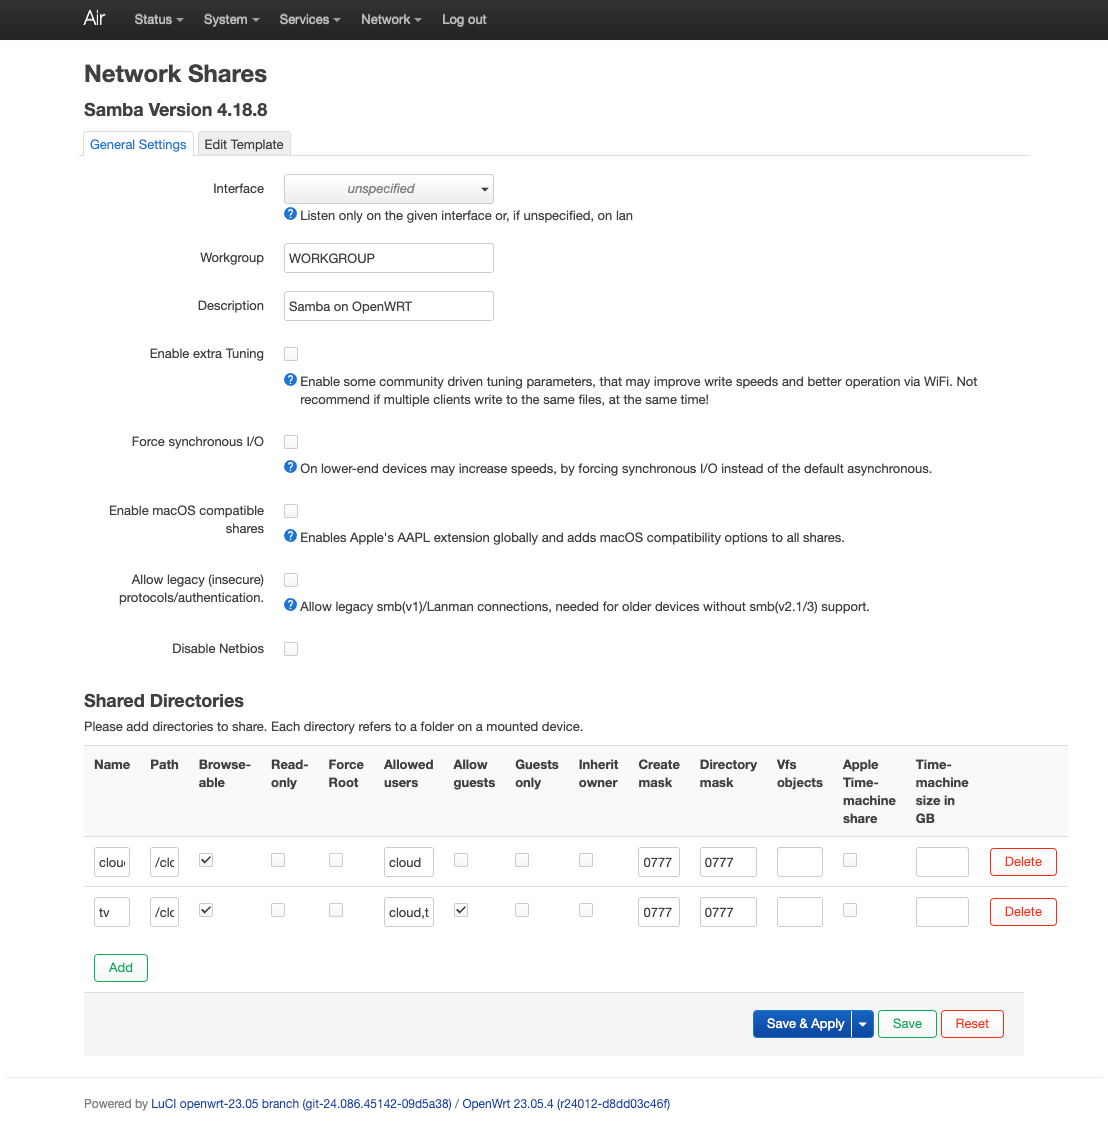 Air Status System Services Network Log out
Network Shares
Samba Version 4.18.8
General Settings Edit Template
Interface unspecified
Listen only on the given interface or, if unspecified, on lan
Workgroup WORKGROUP
Description Samba on OpenWRT
Enable extra Tuning
Enable some community driven tuning parameters, that may improve write speeds and better operation via WiFi. Not
recommend if multiple clients write to the same files, at the same time!
Force synchronous I/O
On lower-end devices may increase speeds, by forcing synchronous I/O instead of the default asynchronous.
Enable macOS compatible
shares
Enables Apple's AAPL extension globally and adds macOS compatibility options to all shares.
Allow legacy (insecure)
protocols/authentication.
Allow legacy smb(v1)/Lanman connections, needed for older devices without smb(v2.1/3) support.
Disable Netbios
Shared Directories
Please add directories to share. Each directory refers to a folder on a mounted device.
Name Path Browse- Read- Force Allowed Allow Guests Inherit Create Directory Vfs Apple Time-
able only Root users guests only owner mask mask objects Time- machine
machine size in
share GB
/clc cloud 0777 0777 Delete
tv /clc cloud,t 0777 0777 Delete
Add
Save & Apply Save Reset
Powered by LuCI openwrt-23.05 branch (git-24.086.45142-09d5a38) / OpenWrt 23.05.4 (r24012-d8dd03c46f)